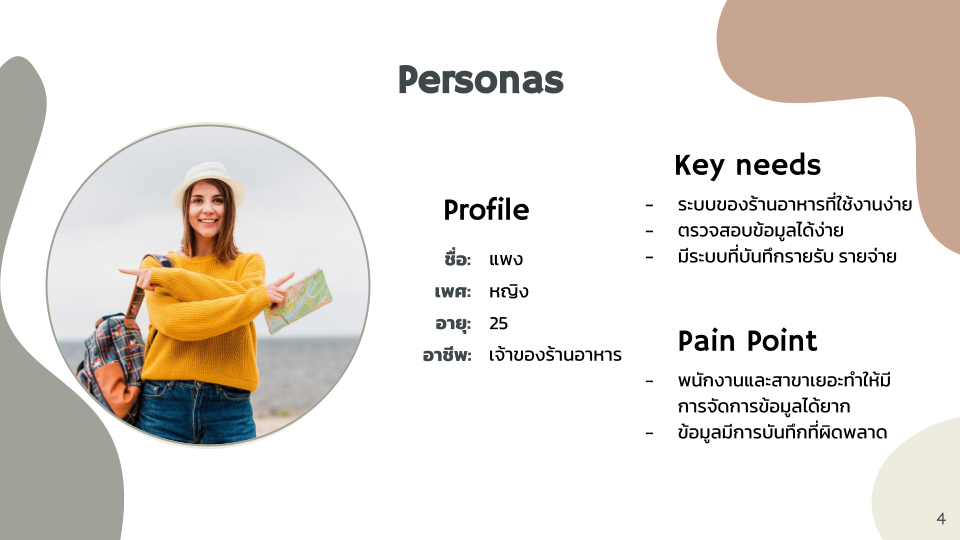 Personas
Profile
ชื่อ: แพง
เพศ: หญิง
อายุ: 25
อาชีพ: เจ้าของร้านอาหาร
Key needs
- ระบบของร้านอาหารที่ใช้งานง่าย
- ตรวจสอบข้อมูลได้ง่าย
- มีระบบที่บันทึกรายรับ รายจ่าย
Pain Point
- พนักงานและสาขาเยอะทำให้มี
การจัดการข้อมูลได้ยาก
- ข้อมูลมีการบันทึกที่ผิดพลาด
4